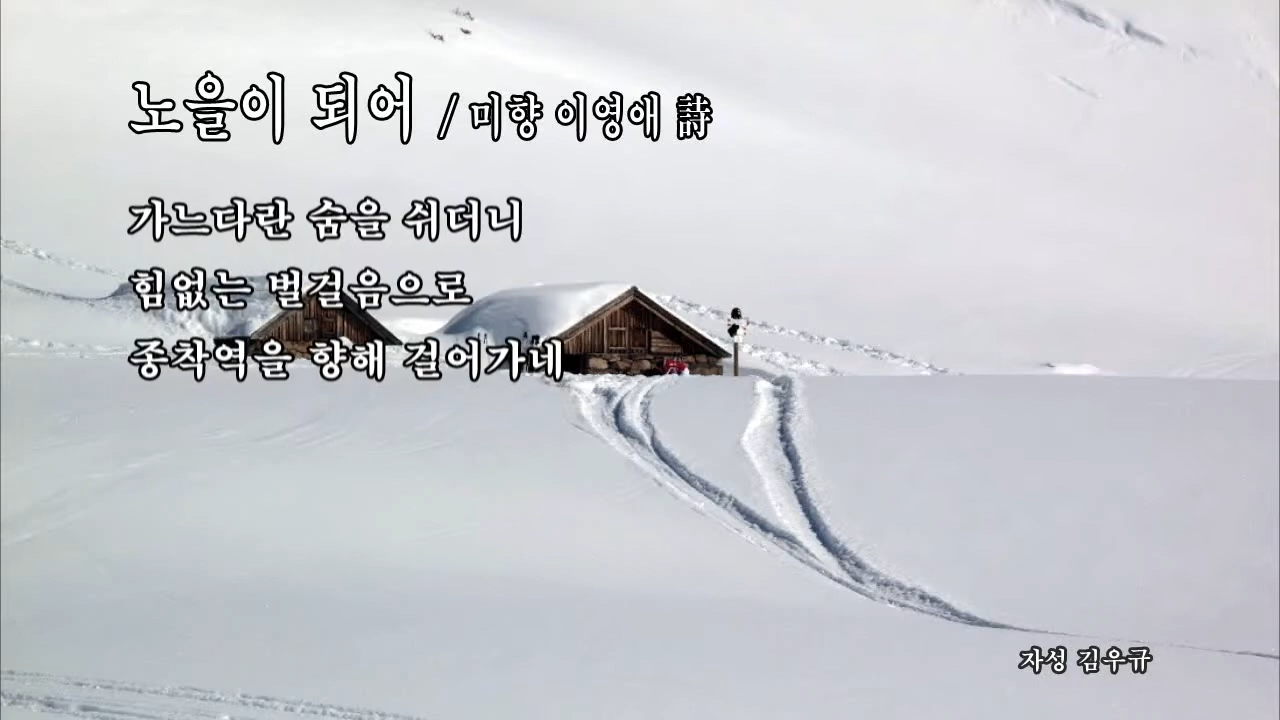 노을이 되어 / 미향 이영애 詩
가느다란 숨을 쉬더니
힘없는 벌걸음으로
종착역을 향해 걸어가네
자성 김우규